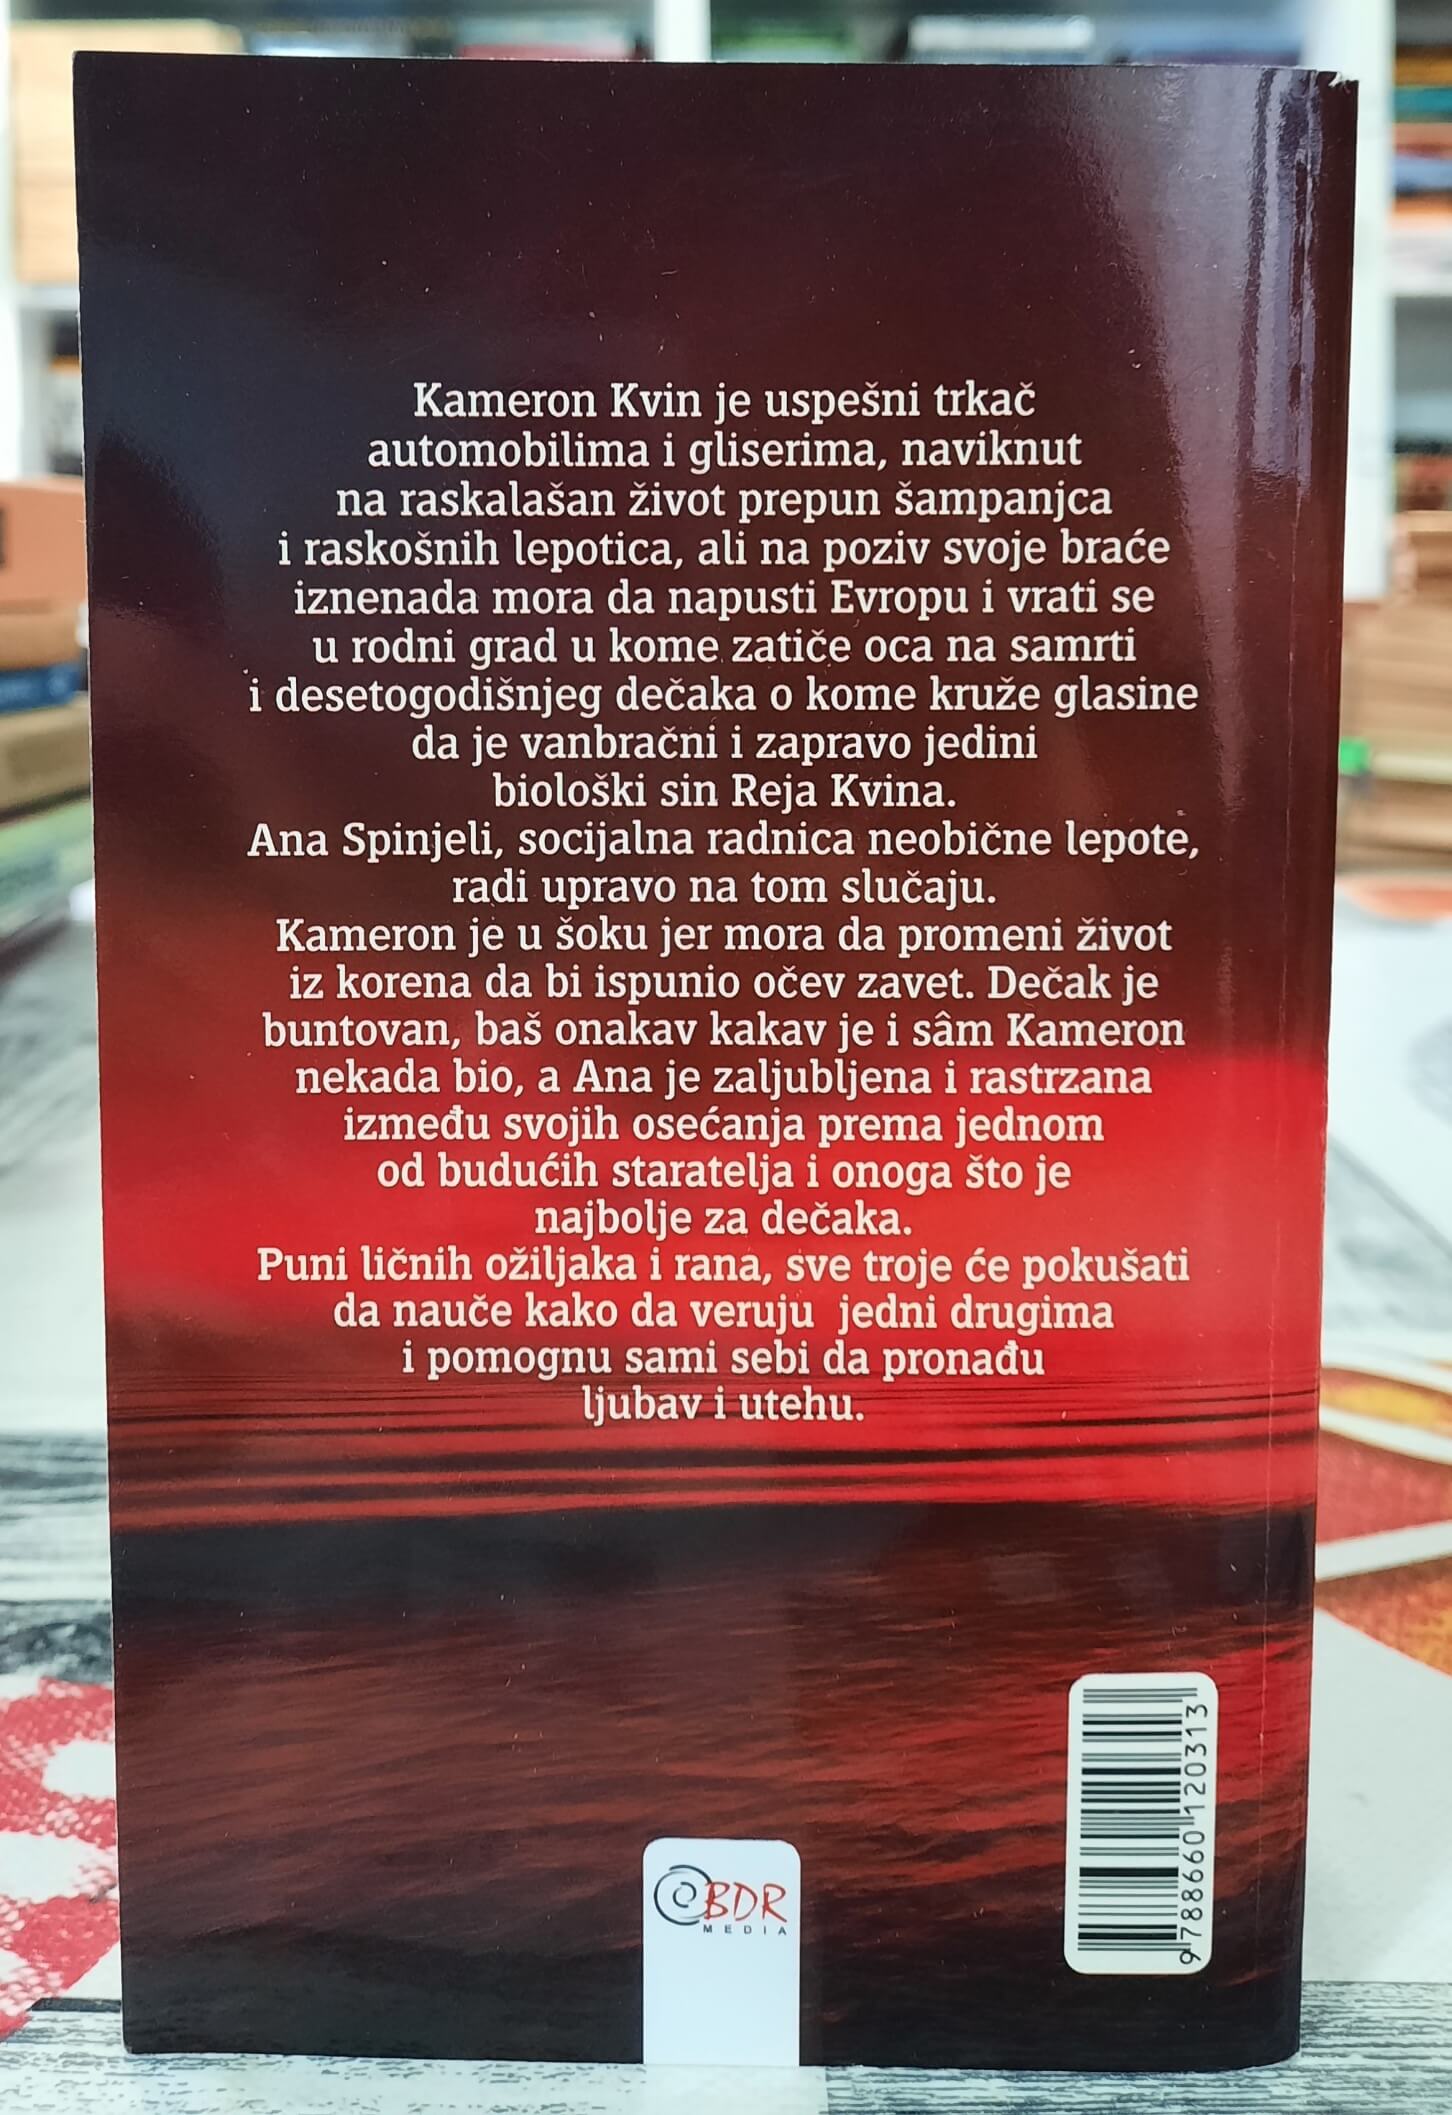 Kameron Kvin je uspešni trkač
automobilima i gliserima, naviknut
na raskalašan život prepun šampanjca
i raskošnih lepotica, ali na poziv svoje braće
iznenada mora da napusti Evropu i vrati se
u rodni grad u kome zatiče oca na samrti
i desetogodišnjeg dečaka o kome kruže glasine
da je vanbračni i zapravo jedini
biološki sin Reja Kvina.
Ana Spinjeli, socijalna radnica neobične lepote,
radi upravo na tom slučaju.
Kameron je u šoku jer mora da promeni život
iz korena da bi ispunio očev zavet. Dečak je
buntovan, baš onakav kakav je i sâm Kameron
nekada bio, a Ana je zaljubljena i rastrzana
između svojih osećanja prema jednom
od budućih staratelja i onoga što je
najbolje za dečaka.
Puni ličnih ožiljaka i rana, sve troje će pokušati
da nauče kako da veruju jedni drugima
i pomognu sami sebi da pronađu
ljubav i utehu.
BDR
MEDIA
9788660120313